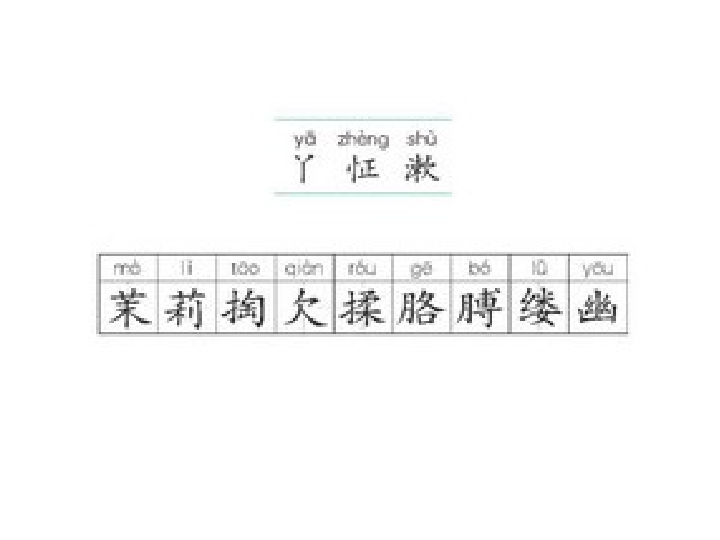 yā zhèng shù
丫 怔 漱
mò lì tāo qiàn róu gē bó lǚ yōu
茉 莉 掏 欠 揉 胳 膊 缕 幽